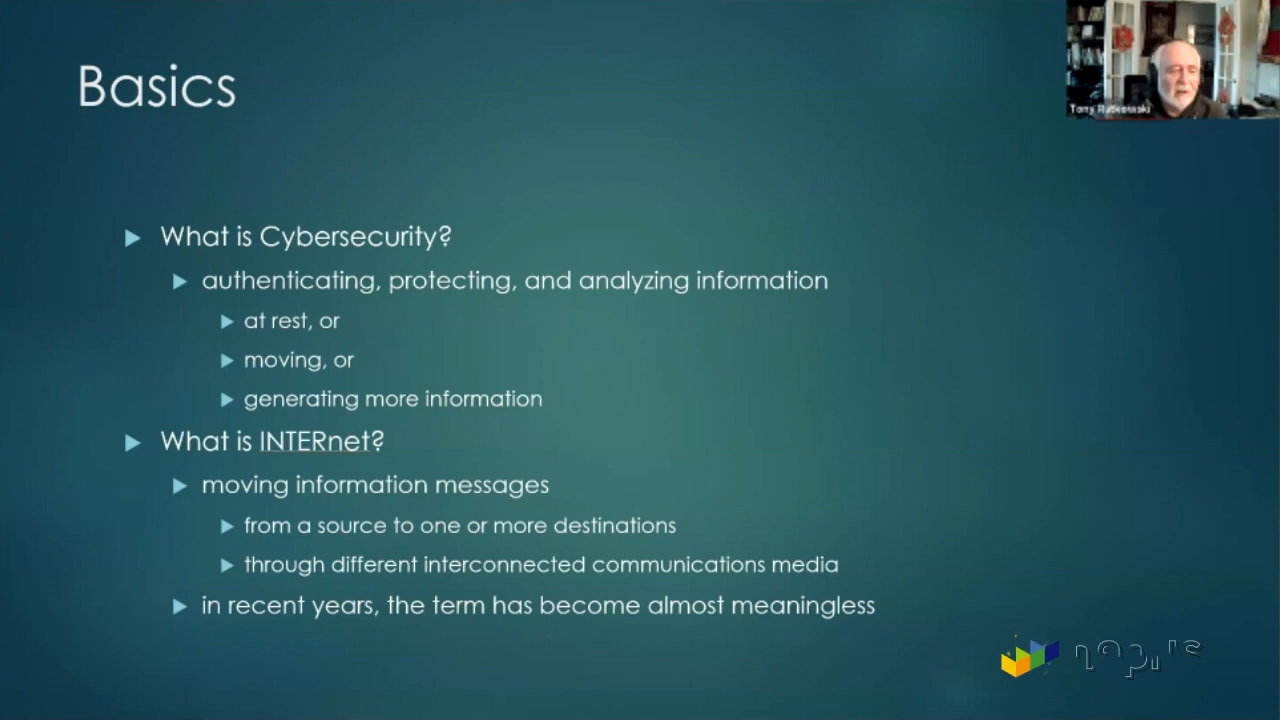 Basics
Tony Rutkowski
What is Cybersecurity?
authenticating, protecting, and analyzing information
at rest, or
moving, or
generating more information
What is INTERnet?
moving information messages
from a source to one or more destinations
through different interconnected communications media
in recent years, the term has become almost meaningless